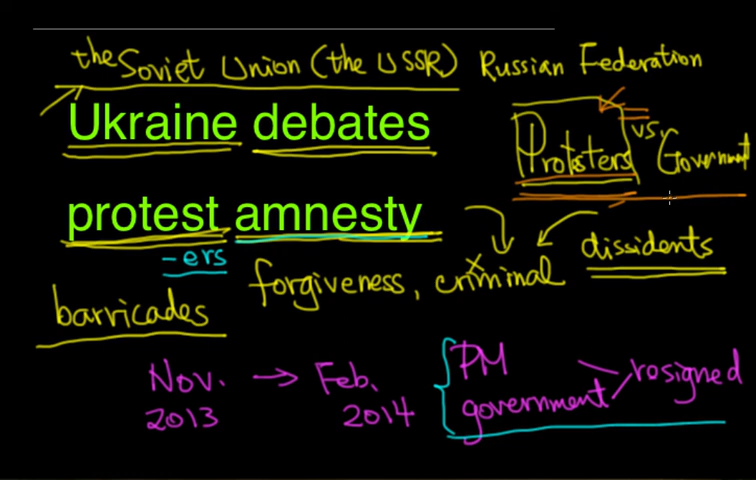 the Soviet Union (the USSR) Russian Federation
Ukraine debates
Protesters vs. Government
protest amnesty
-ers
dissidents
forgiveness, criminal
barricades
Nov. → Feb.
2013 2014
PM
government
resigned